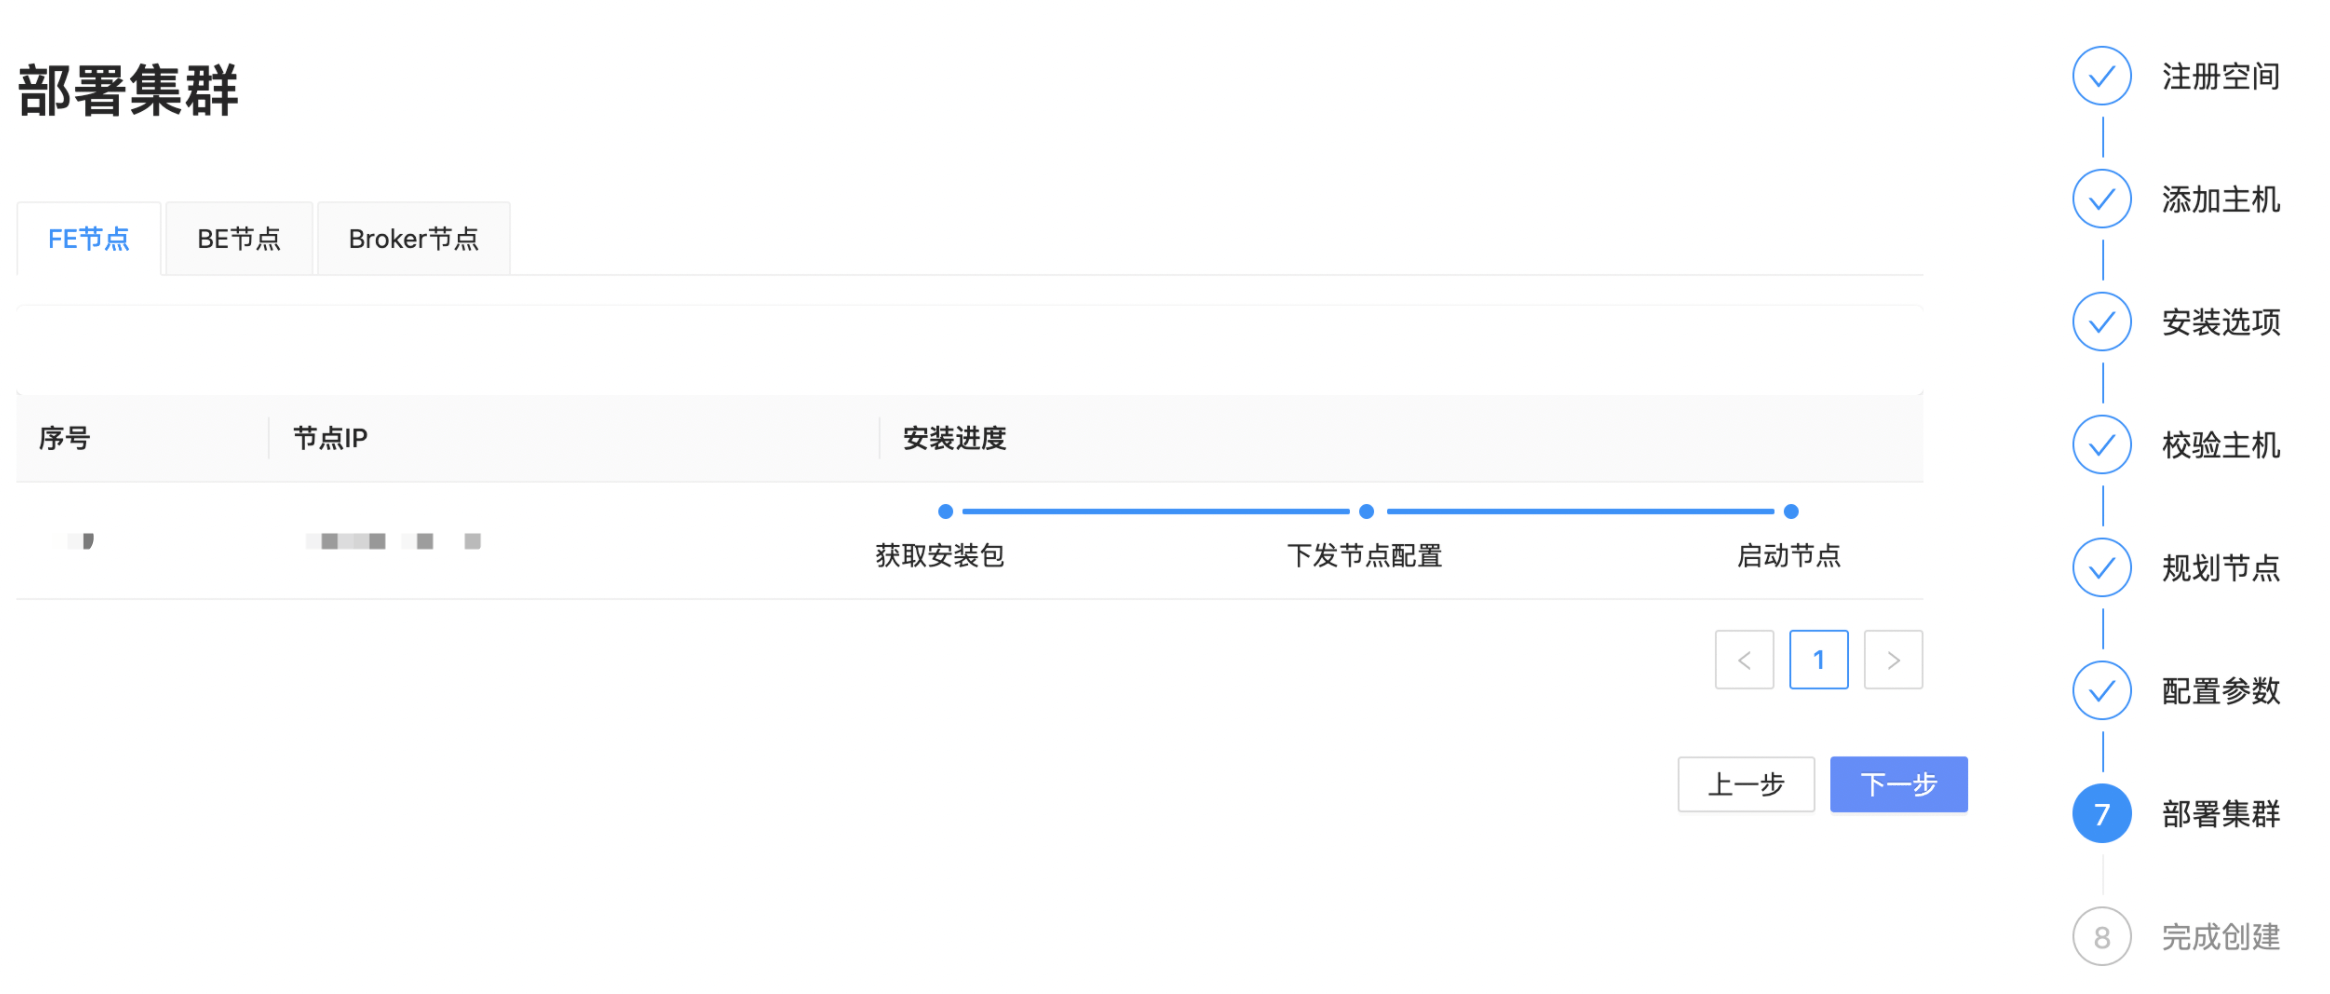 部署集群
FE节点 BE节点 Broker节点
序号 节点IP 安装进度
获取安装包 下发节点配置 启动节点
< 1 >
上一步 下一步
注册空间
添加主机
安装选项
校验主机
规划节点
配置参数
7 部署集群
8 完成创建